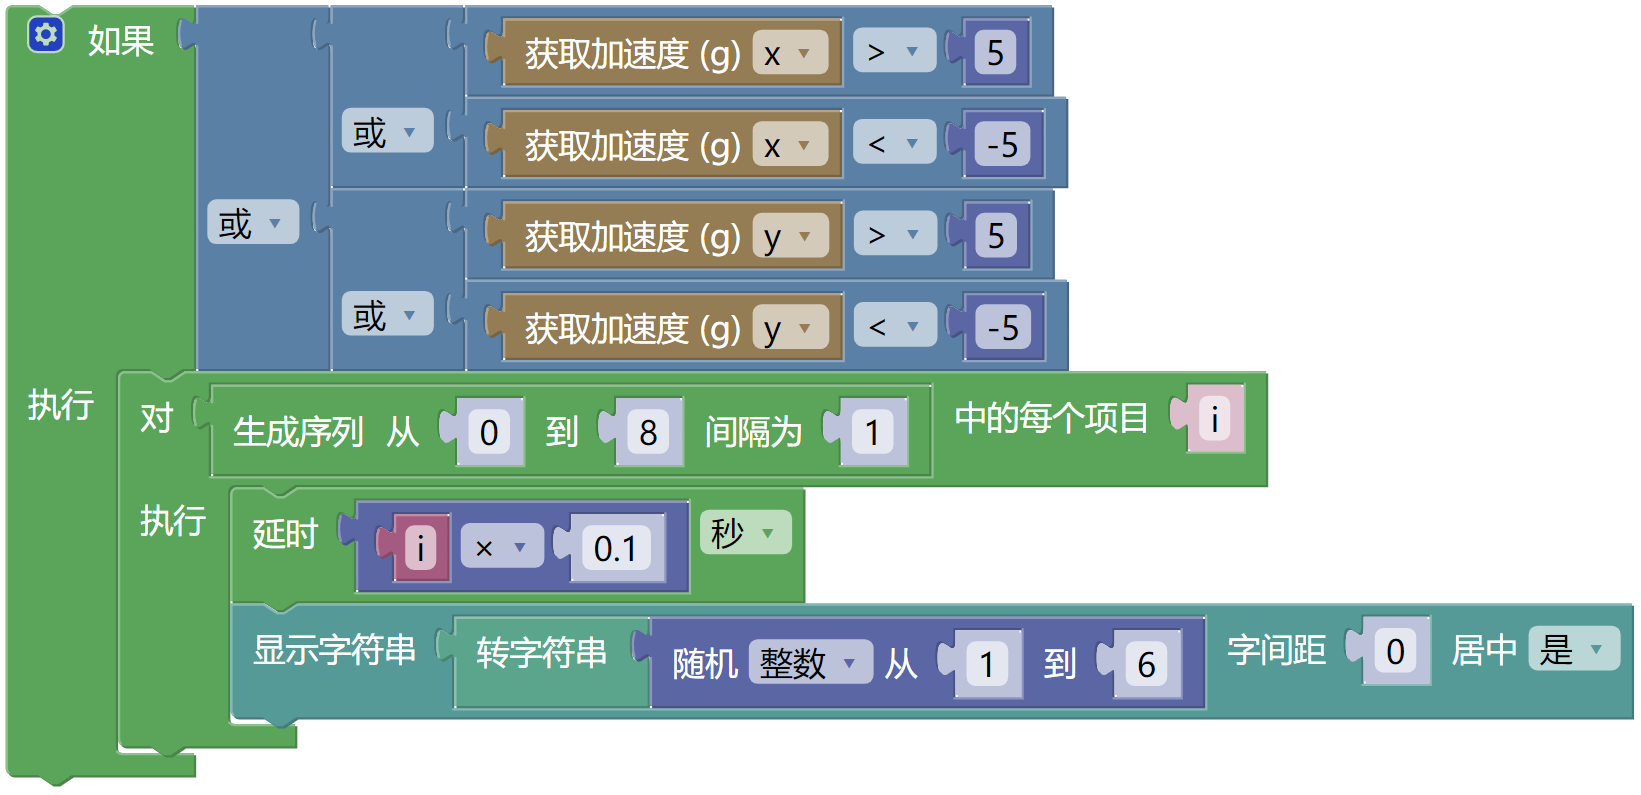 如果
获取加速度 (g) x > 5
或
获取加速度 (g) x < -5
或
获取加速度 (g) y > 5
或
获取加速度 (g) y < -5
执行 对 生成序列 从 0 到 8 间隔为 1 中的每个项目 i
执行 延时 i × 0.1 秒
显示字符串 转字符串 随机 整数 从 1 到 6 字间距 0 居中 是